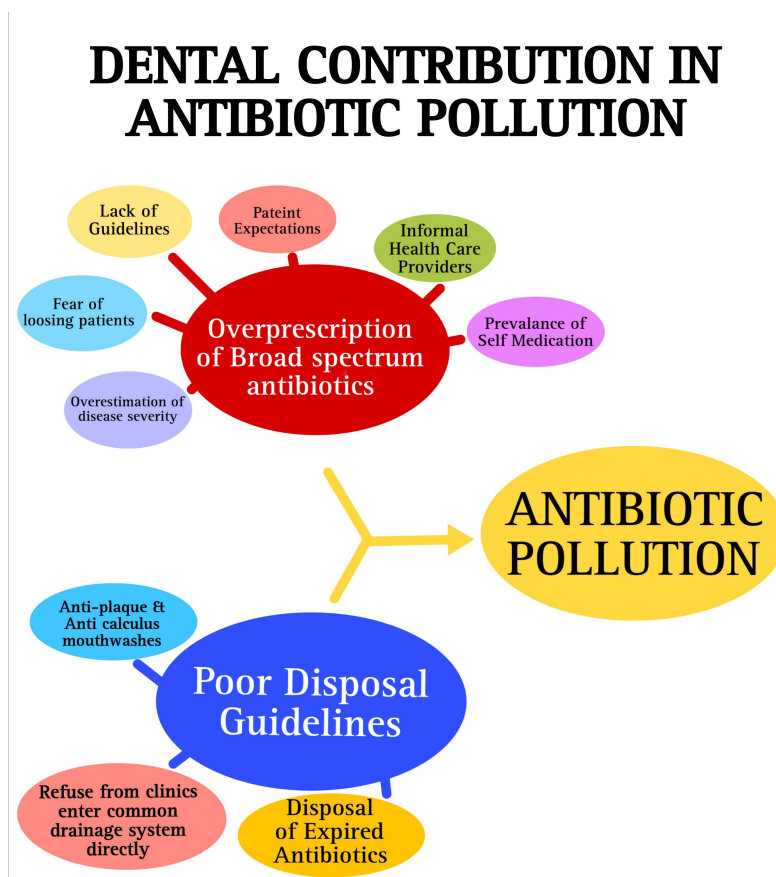 DENTAL CONTRIBUTION IN
ANTIBIOTIC POLLUTION
Lack of
Guidelines
Pateint
Expectations
Informal
Health Care
Providers
Fear of
loosing patients
Overprescription
of Broad spectrum
antibiotics
Prevalance of
Self Medication
Overestimation of
disease severity
ANTIBIOTIC
POLLUTION
Anti-plaque &
Anti calculus
mouthwashes
Poor Disposal
Guidelines
Refuse from clinics
enter common
drainage system
directly
Disposal
of Expired
Antibiotics